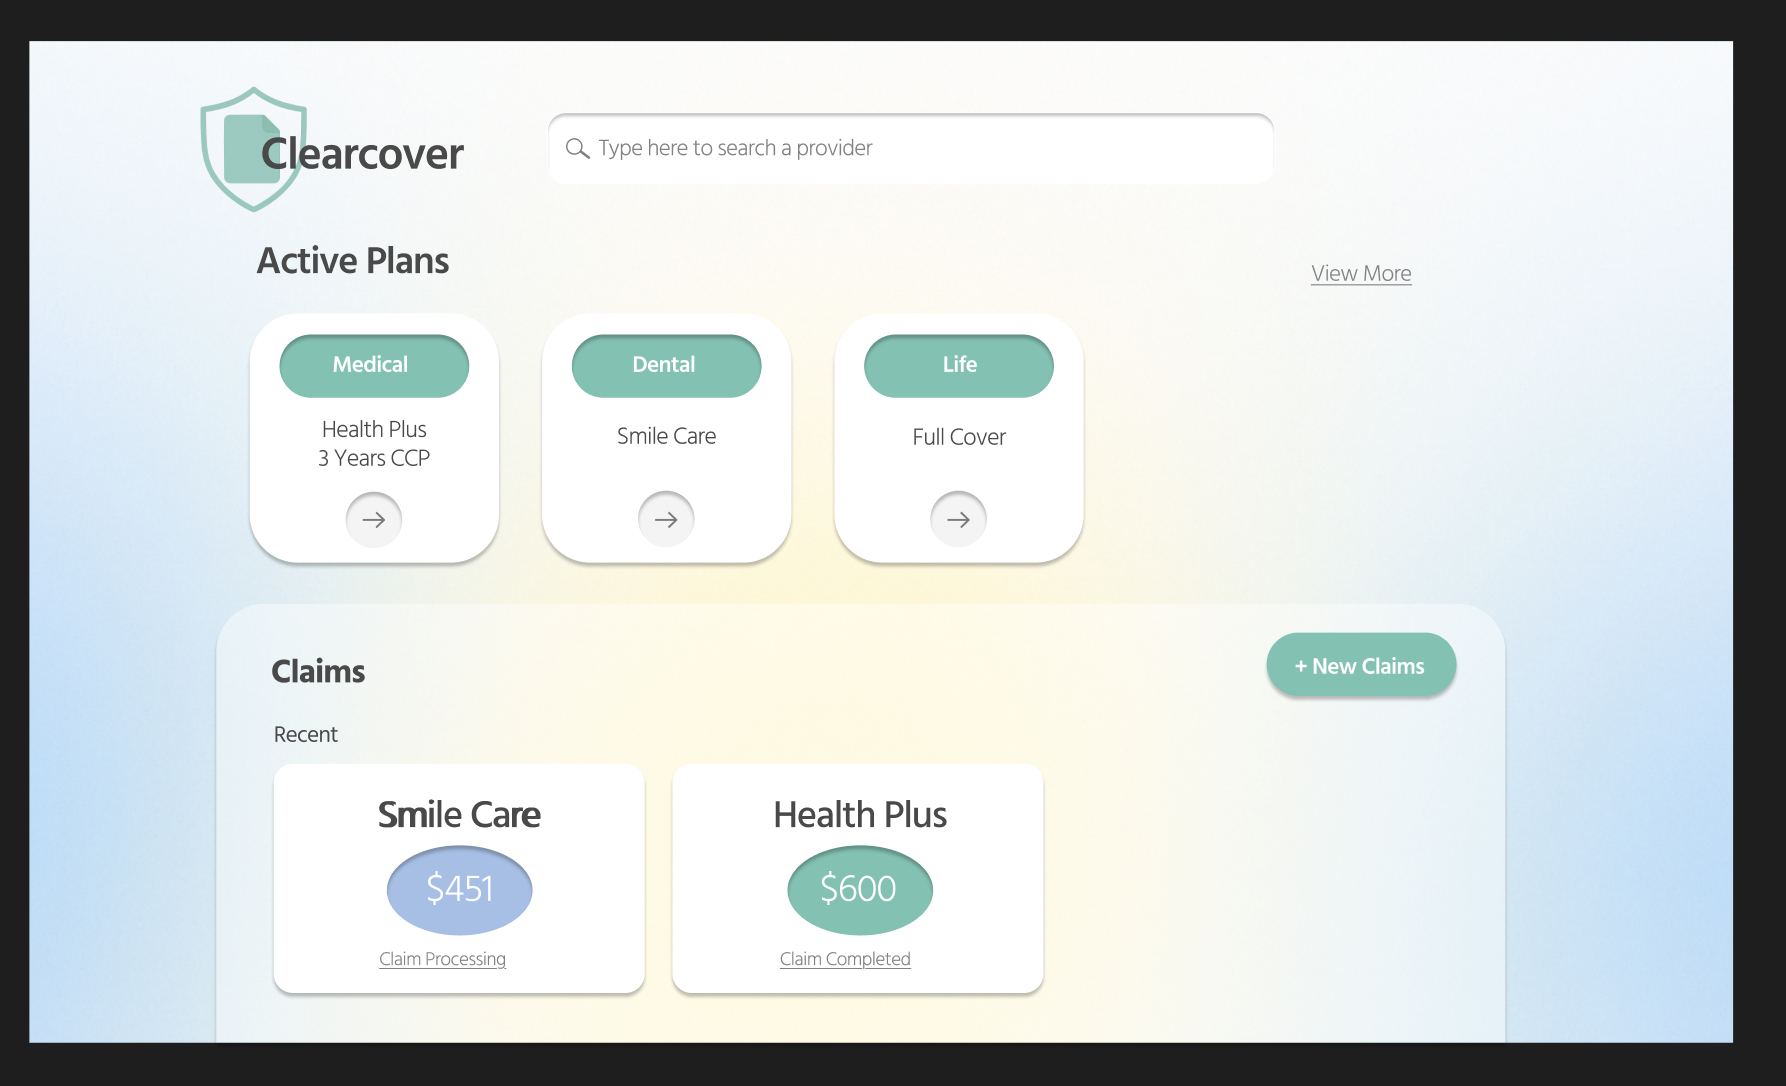 Clearcover
Type here to search a provider
Active Plans
View More
Medical
Health Plus
3 Years CCP
Dental
Smile Care
Life
Full Cover
Claims
+ New Claims
Recent
Smile Care
$451
Claim Processing
Health Plus
$600
Claim Completed